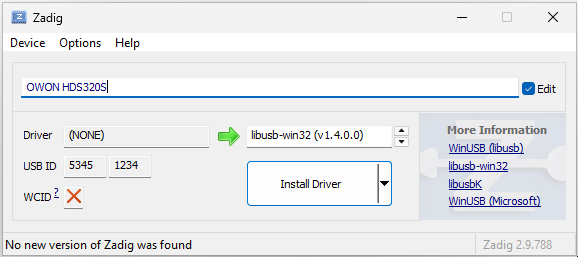 Zadig
Device Options Help
OWON HDS320S Edit
Driver (NONE) libusb-win32 (v1.4.0.0)
USB ID 5345 1234
WCID ?
Install Driver
More Information
WinUSB (libusb)
libusb-win32
libusbK
WinUSB (Microsoft)
No new version of Zadig was found Zadig 2.9.788